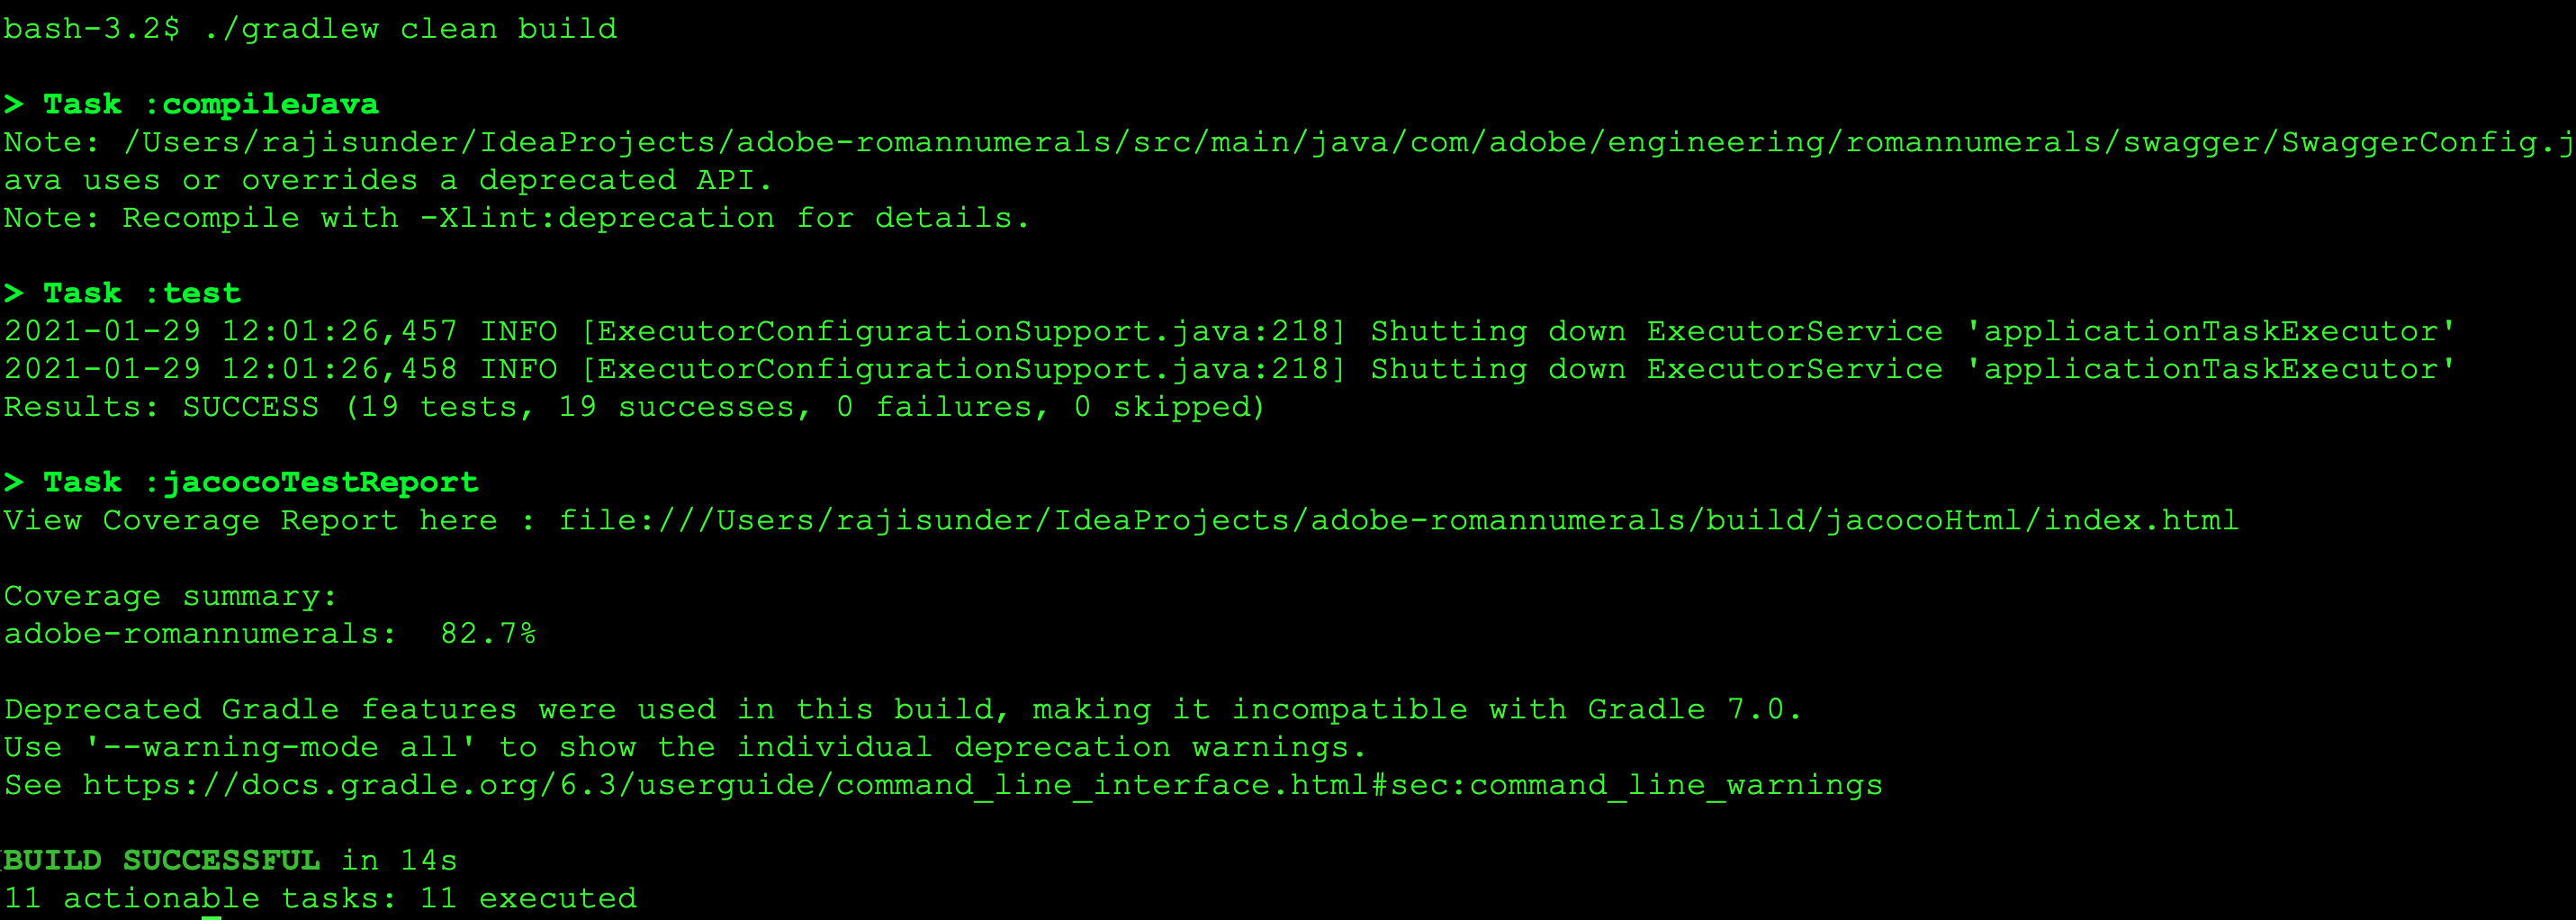 bash-3.2$ ./gradlew clean build
> Task :compileJava
Note: /Users/rajisunder/IdeaProjects/adobe-romannumerals/src/main/java/com/adobe/engineering/romannumerals/swagger/SwaggerConfig.j
ava uses or overrides a deprecated API.
Note: Recompile with -Xlint:deprecation for details.
> Task :test
2021-01-29 12:01:26,457 INFO [ExecutorConfigurationSupport.java:218] Shutting down ExecutorService 'applicationTaskExecutor'
2021-01-29 12:01:26,458 INFO [ExecutorConfigurationSupport.java:218] Shutting down ExecutorService 'applicationTaskExecutor'
Results: SUCCESS (19 tests, 19 successes, 0 failures, 0 skipped)
> Task :jacocoTestReport
View Coverage Report here : file:///Users/rajisunder/IdeaProjects/adobe-romannumerals/build/jacocoHtml/index.html
Coverage summary:
adobe-romannumerals:  82.7%
Deprecated Gradle features were used in this build, making it incompatible with Gradle 7.0.
Use '--warning-mode all' to show the individual deprecation warnings.
See https://docs.gradle.org/6.3/userguide/command_line_interface.html#sec:command_line_warnings
BUILD SUCCESSFUL in 14s
11 actionable tasks: 11 executed